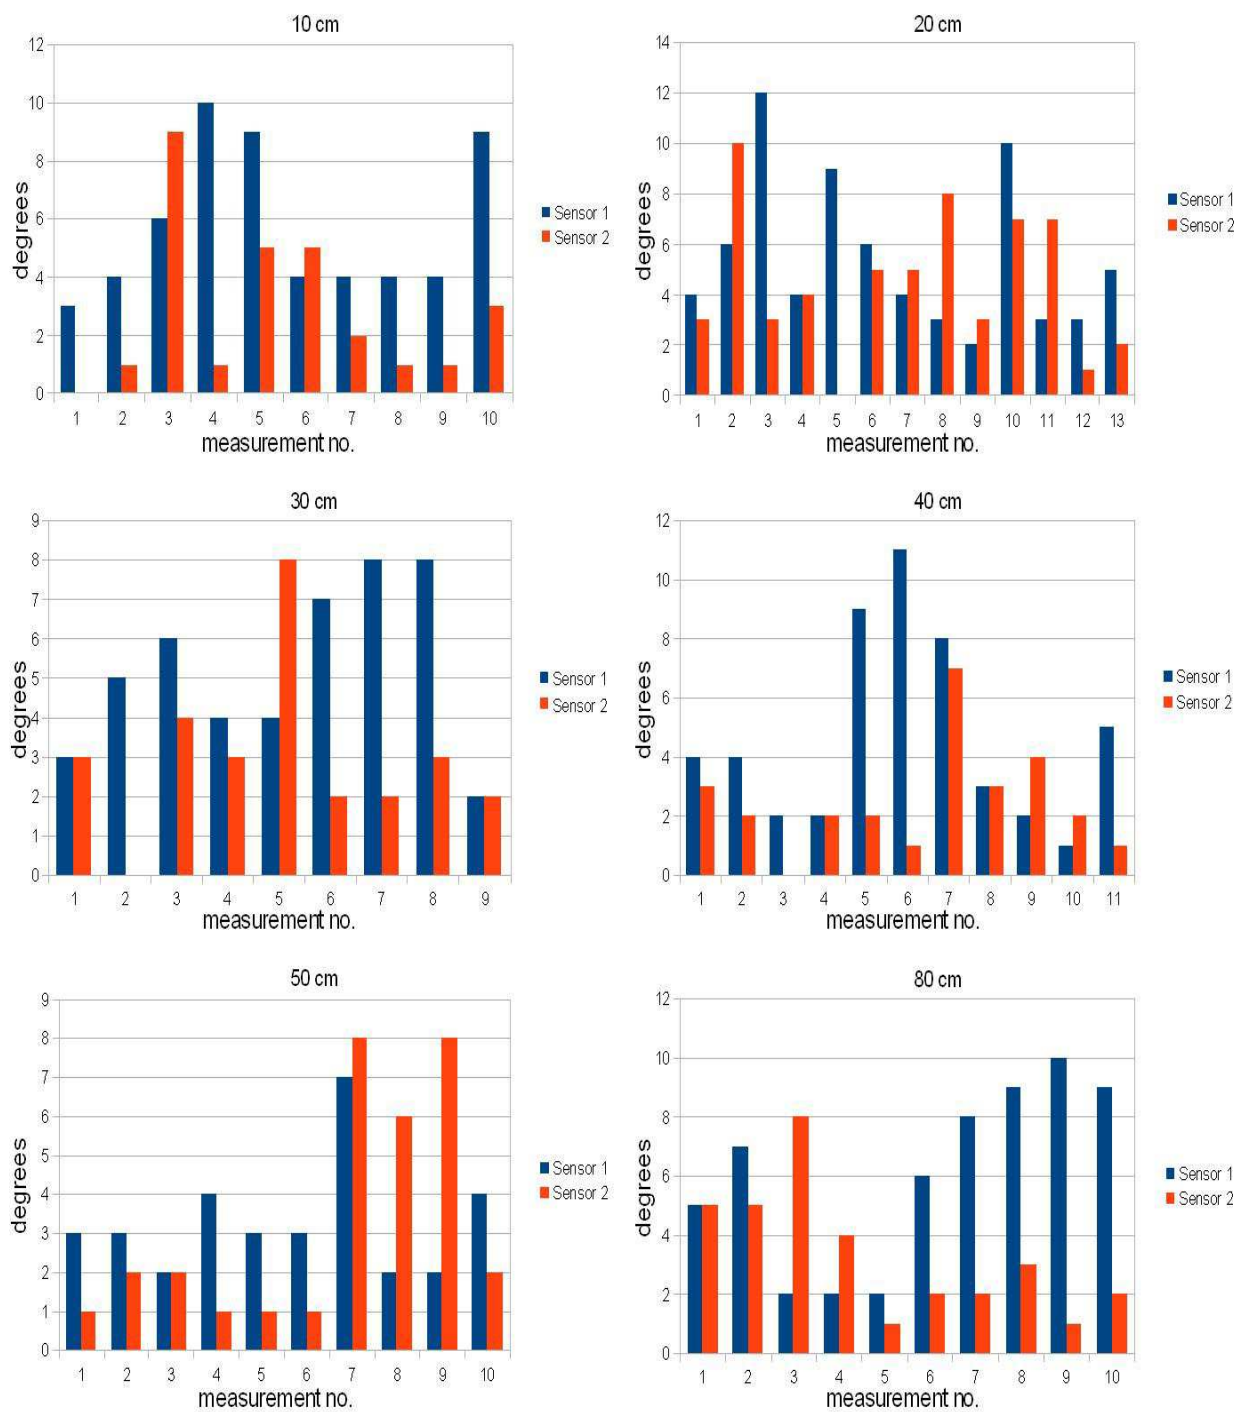 10 cm
12
10
8
6
4
2
0
degrees
1 2 3 4 5 6 7 8 9 10
measurement no.
Sensor 1
Sensor 2
20 cm
14
12
10
8
6
4
2
0
degrees
1 2 3 4 5 6 7 8 9 10 11 12 13
measurement no.
Sensor 1
Sensor 2
30 cm
9
8
7
6
5
4
3
2
1
0
degrees
1 2 3 4 5 6 7 8 9
measurement no.
Sensor 1
Sensor 2
40 cm
12
10
8
6
4
2
0
degrees
1 2 3 4 5 6 7 8 9 10 11
measurement no.
Sensor 1
Sensor 2
50 cm
9
8
7
6
5
4
3
2
1
0
degrees
1 2 3 4 5 6 7 8 9 10
measurement no.
Sensor 1
Sensor 2
80 cm
12
10
8
6
4
2
0
degrees
1 2 3 4 5 6 7 8 9 10
measurement no.
Sensor 1
Sensor 2